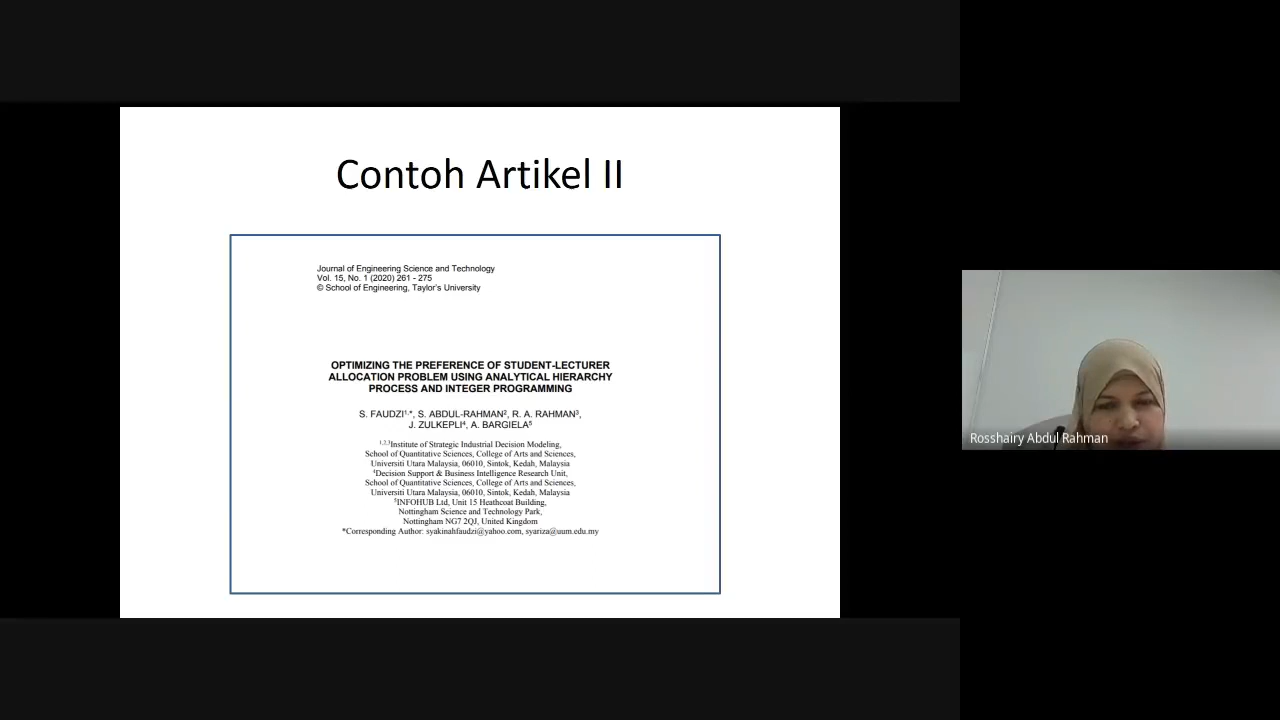 Contoh Artikel II
Journal of Engineering Science and Technology
Vol. 15, No. 1 (2020) 261 - 275
© School of Engineering, Taylor's University
OPTIMIZING THE PREFERENCE OF STUDENT-LECTURER
ALLOCATION PROBLEM USING ANALYTICAL HIERARCHY
PROCESS AND INTEGER PROGRAMMING
S. FAUDZI¹,*, S. ABDUL-RAHMAN², R. A. RAHMAN³,
J. ZULKEPLI⁴, A. BARGIELA⁵
¹,²,³Institute of Strategic Industrial Decision Modeling,
School of Quantitative Sciences, College of Arts and Sciences,
Universiti Utara Malaysia, 06010, Sintok, Kedah, Malaysia
⁴Decision Support & Business Intelligence Research Unit,
School of Quantitative Sciences, College of Arts and Sciences,
Universiti Utara Malaysia, 06010, Sintok, Kedah, Malaysia
⁵INFOHUB Ltd, Unit 15 Heathcoat Building,
Nottingham Science and Technology Park,
Nottingham NG7 2QJ, United Kingdom
*Corresponding Author: syakinahfaudzi@yahoo.com, syariza@uum.edu.my
Rosshairy Abdul Rahman